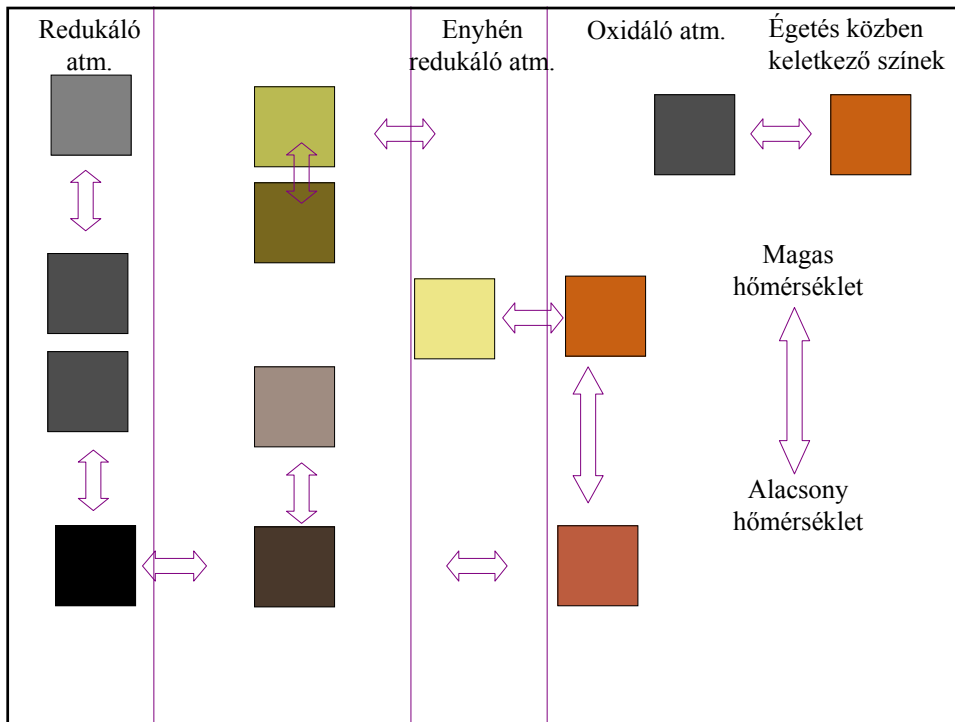 Redukáló
atm.
Enyhén
redukáló atm.
Oxidáló atm.
Égetés közben
keletkező színek
Magas
hőmérséklet
Alacsony
hőmérséklet